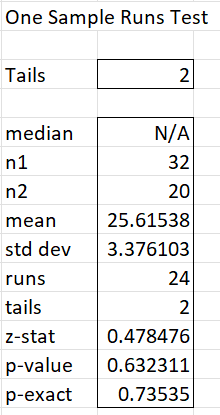 One Sample Runs Test
Tails 2
median N/A
n1 32
n2 20
mean 25.61538
std dev 3.376103
runs 24
tails 2
z-stat 0.478476
p-value 0.632311
p-exact 0.73535